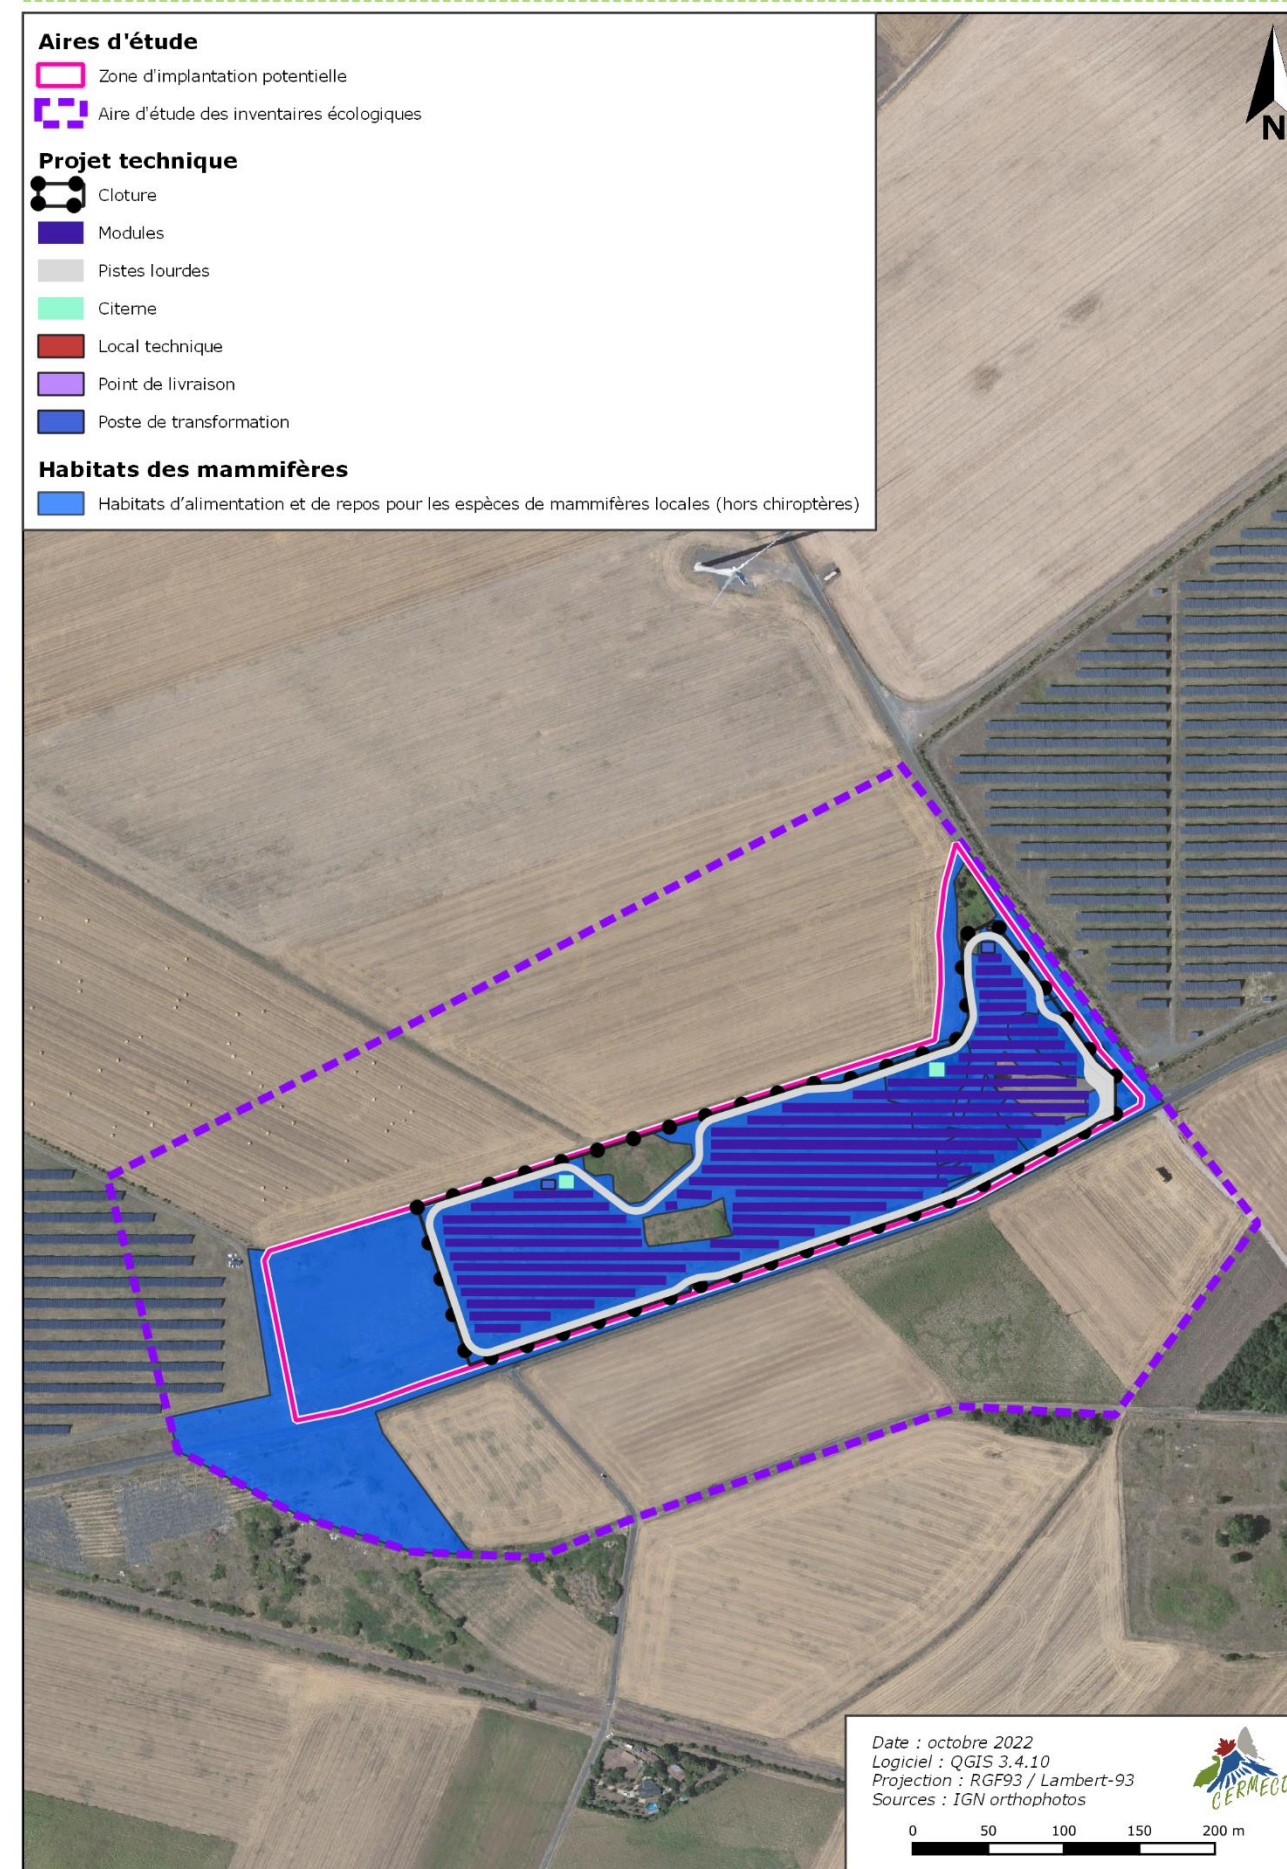 Aires d'étude
Zone d'implantation potentielle
Aire d'étude des inventaires écologiques
Projet technique
Cloture
Modules
Pistes lourdes
Citerne
Local technique
Point de livraison
Poste de transformation
Habitats des mammifères
Habitats d'alimentation et de repos pour les espèces de mammifères locales (hors chiroptères)
N
Date : octobre 2022
Logiciel : QGIS 3.4.10
Projection : RGF93 / Lambert-93
Sources : IGN orthophotos
CERMECO
0 50 100 150 200 m